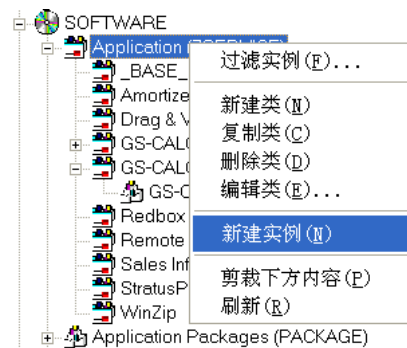 SOFTWARE
Application
_BASE_
Amortize
Drag & V
GS-CALC
GS-CALC
GS-C
Redbox
Remote
Sales Inf
StratusP
WinZip
Application Packages (PACKAGE)
过滤实例(F)...
新建类(N)
复制类(C)
删除类(D)
编辑类(E)...
新建实例(N)
剪裁下方内容(P)
刷新(R)